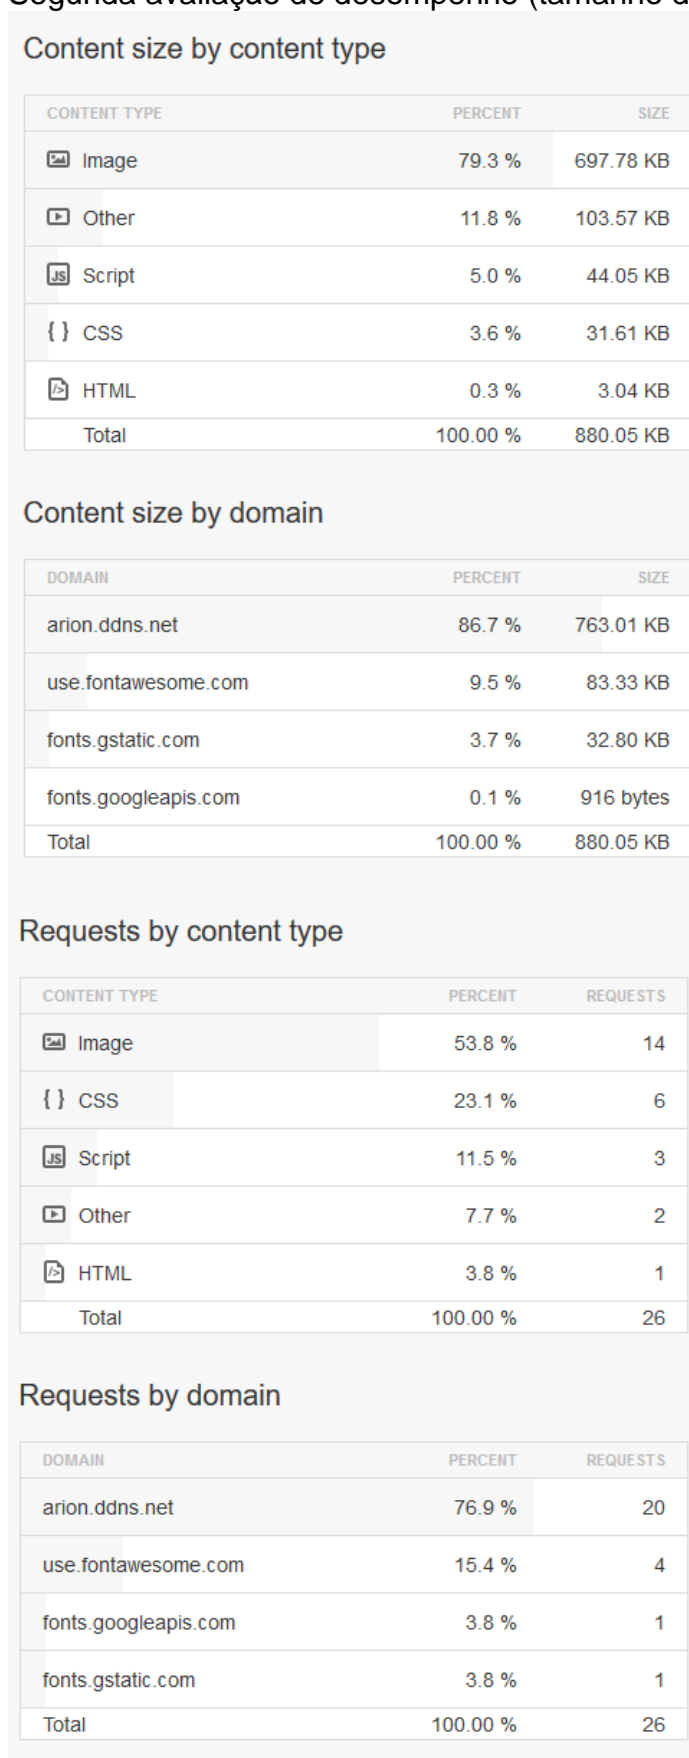 Segunda avaliação de desempenho (tamanho d
Content size by content type
CONTENT TYPE PERCENT SIZE
Image 79.3 % 697.78 KB
Other 11.8 % 103.57 KB
Script 5.0 % 44.05 KB
CSS 3.6 % 31.61 KB
HTML 0.3 % 3.04 KB
Total 100.00 % 880.05 KB
Content size by domain
DOMAIN PERCENT SIZE
arion.ddns.net 86.7 % 763.01 KB
use.fontawesome.com 9.5 % 83.33 KB
fonts.gstatic.com 3.7 % 32.80 KB
fonts.googleapis.com 0.1 % 916 bytes
Total 100.00 % 880.05 KB
Requests by content type
CONTENT TYPE PERCENT REQUESTS
Image 53.8 % 14
CSS 23.1 % 6
Script 11.5 % 3
Other 7.7 % 2
HTML 3.8 % 1
Total 100.00 % 26
Requests by domain
DOMAIN PERCENT REQUESTS
arion.ddns.net 76.9 % 20
use.fontawesome.com 15.4 % 4
fonts.googleapis.com 3.8 % 1
fonts.gstatic.com 3.8 % 1
Total 100.00 % 26